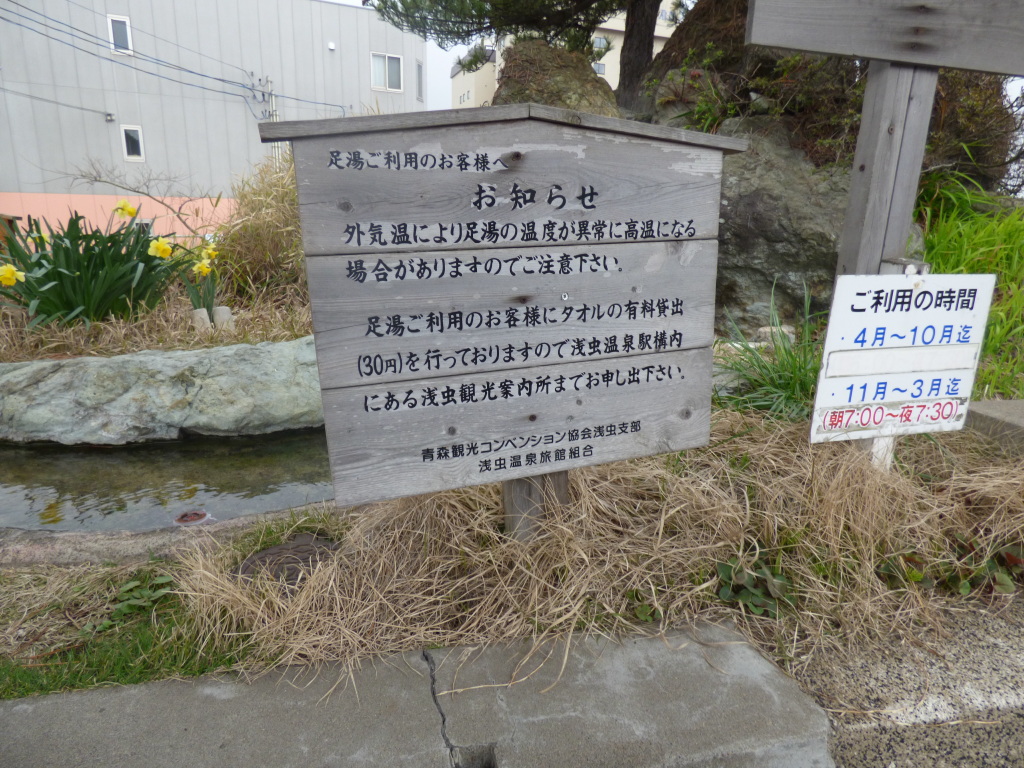 足湯ご利用のお客様へ
お知らせ
外気温により足湯の温度が異常に高温になる
場合がありますのでご注意下さい。
足湯ご利用のお客様にタオルの有料貸出
(30円)を行っておりますので浅虫温泉駅構内
にある浅虫観光案内所までお申し出下さい。
青森観光コンベンション協会浅虫支部
浅虫温泉旅館組合
ご利用の時間
・4月～10月迄
・11月～3月迄
(朝7:00～夜7:30)